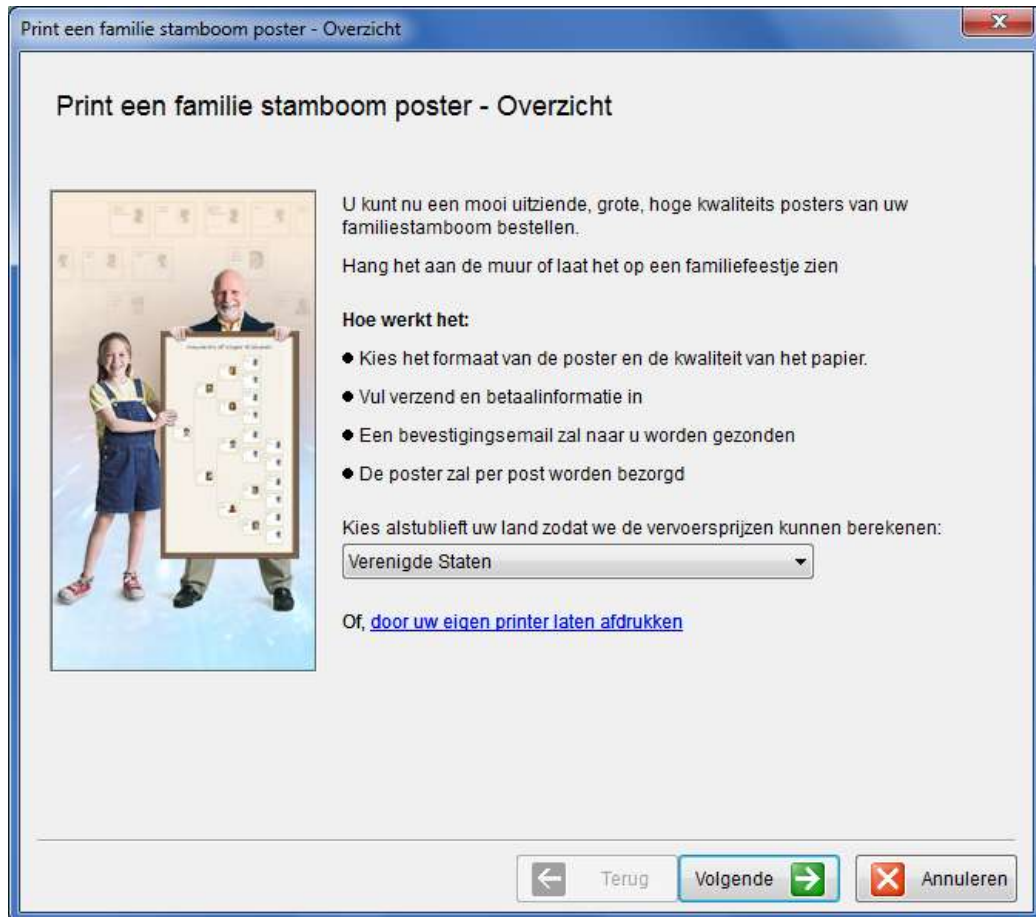 Print een familie stamboom poster - Overzicht
Print een familie stamboom poster - Overzicht
U kunt nu een mooi uitziende, grote, hoge kwaliteits posters van uw
familiestamboom bestellen.
Hang het aan de muur of laat het op een familiefeestje zien
Hoe werkt het:
● Kies het formaat van de poster en de kwaliteit van het papier.
● Vul verzend en betaalinformatie in
● Een bevestigingsemail zal naar u worden gezonden
● De poster zal per post worden bezorgd
Kies alstublieft uw land zodat we de vervoersprijzen kunnen berekenen:
Verenigde Staten
Of, door uw eigen printer laten afdrukken
Terug
Volgende
Annuleren